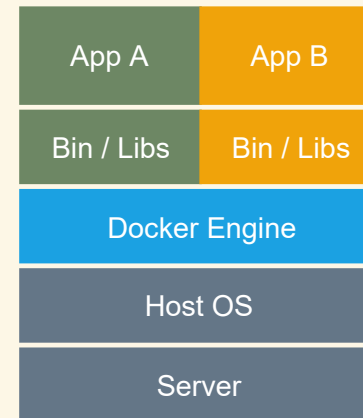 App A App B
Bin / Libs Bin / Libs
Docker Engine
Host OS
Server